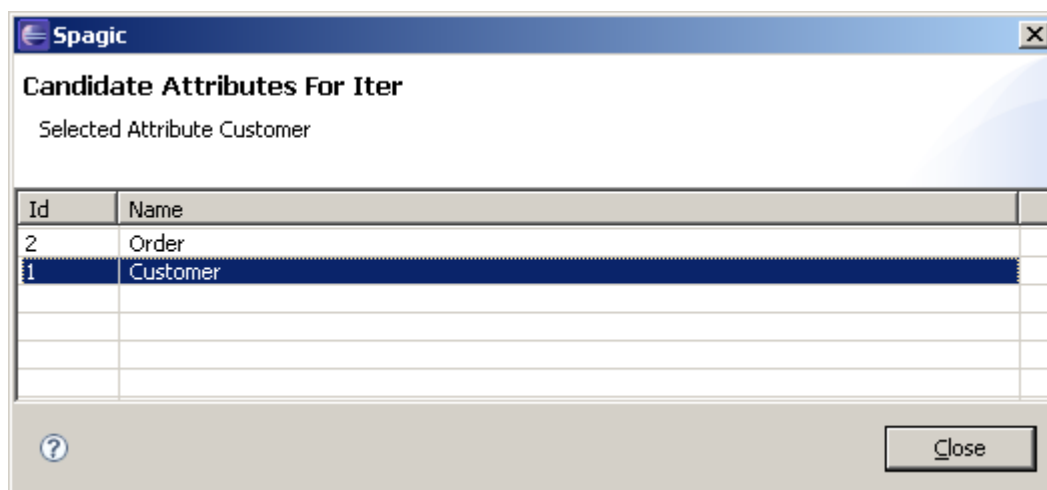 Spagic
Candidate Attributes For Iter
Selected Attribute Customer
Id Name
2 Order
1 Customer
?
Close